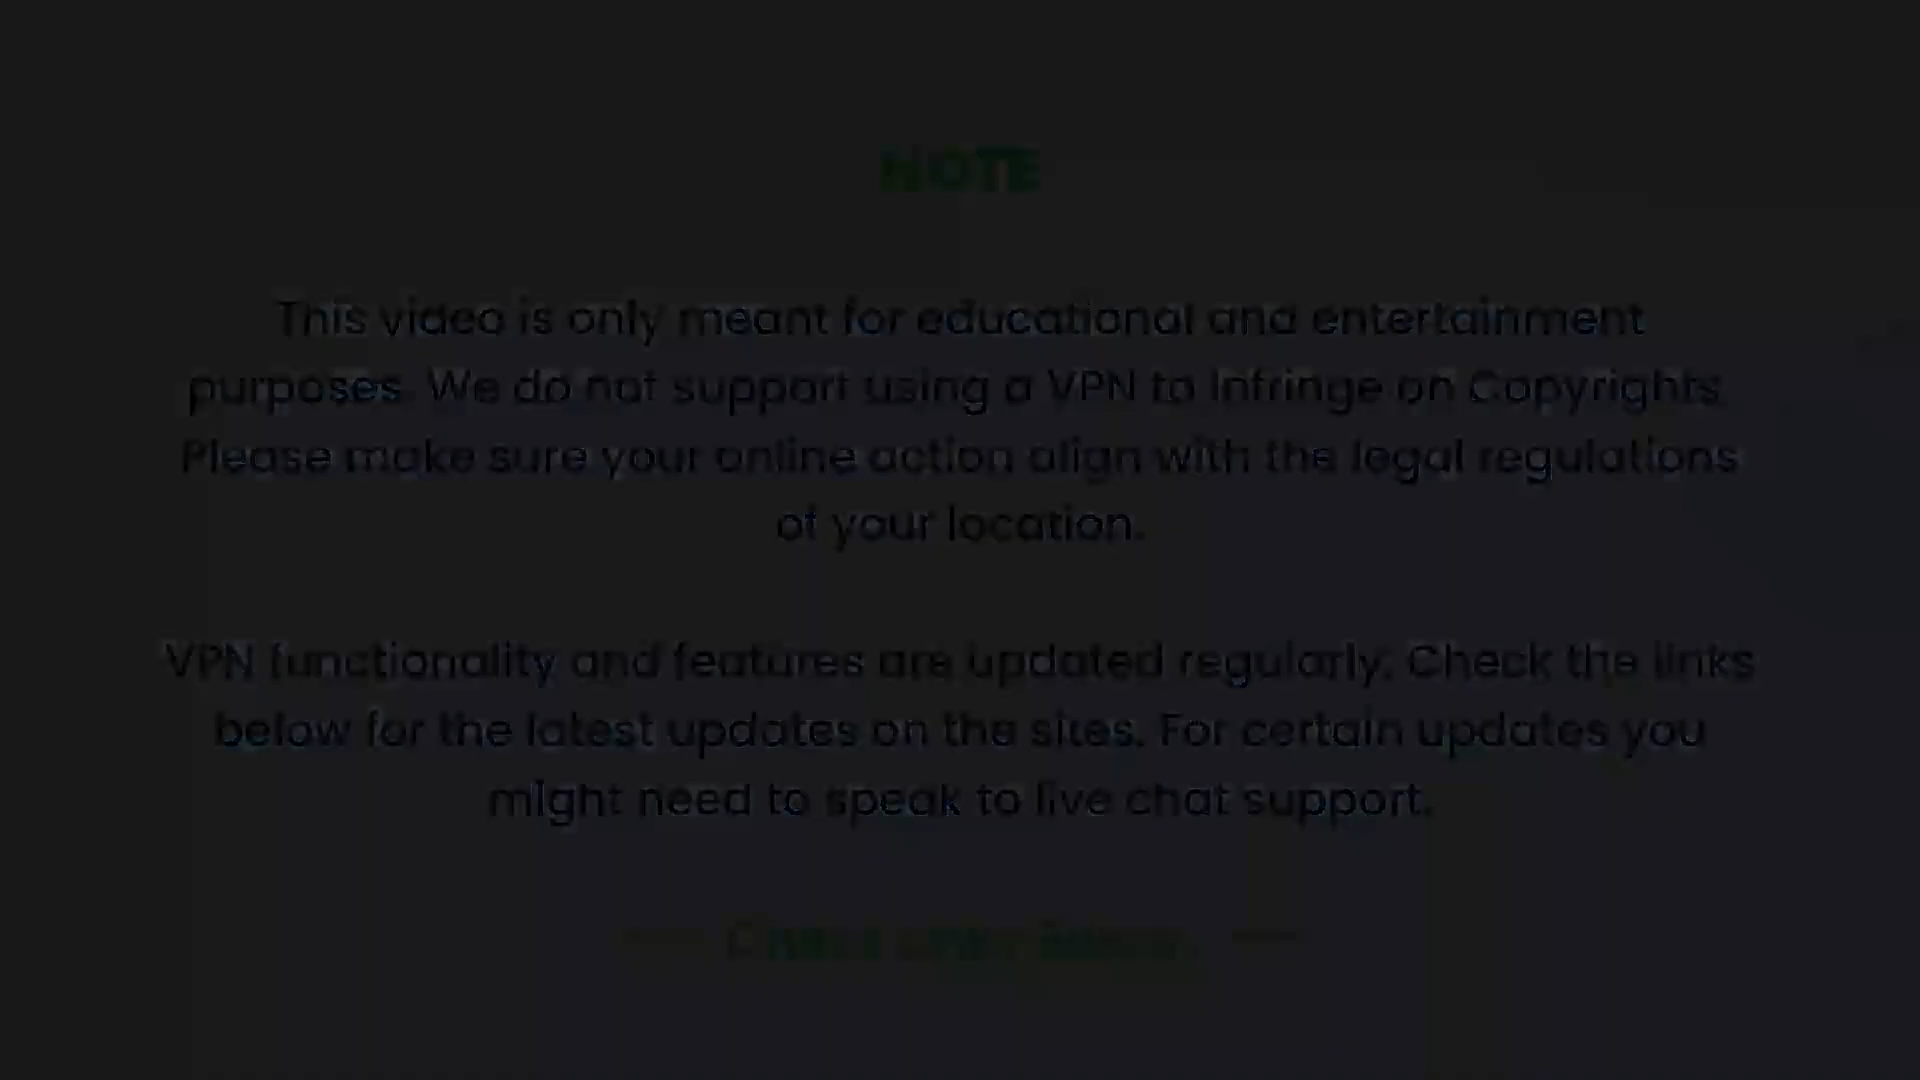 NOTE
This video is only meant for educational and entertainment
purposes. We do not support using a VPN to Infringe on Copyrights.
Please make sure your online action align with the legal regulations
of your location.
VPN functionality and features are updated regularly. Check the links
below for the latest updates on the sites. For certain updates you
might need to speak to live chat support.